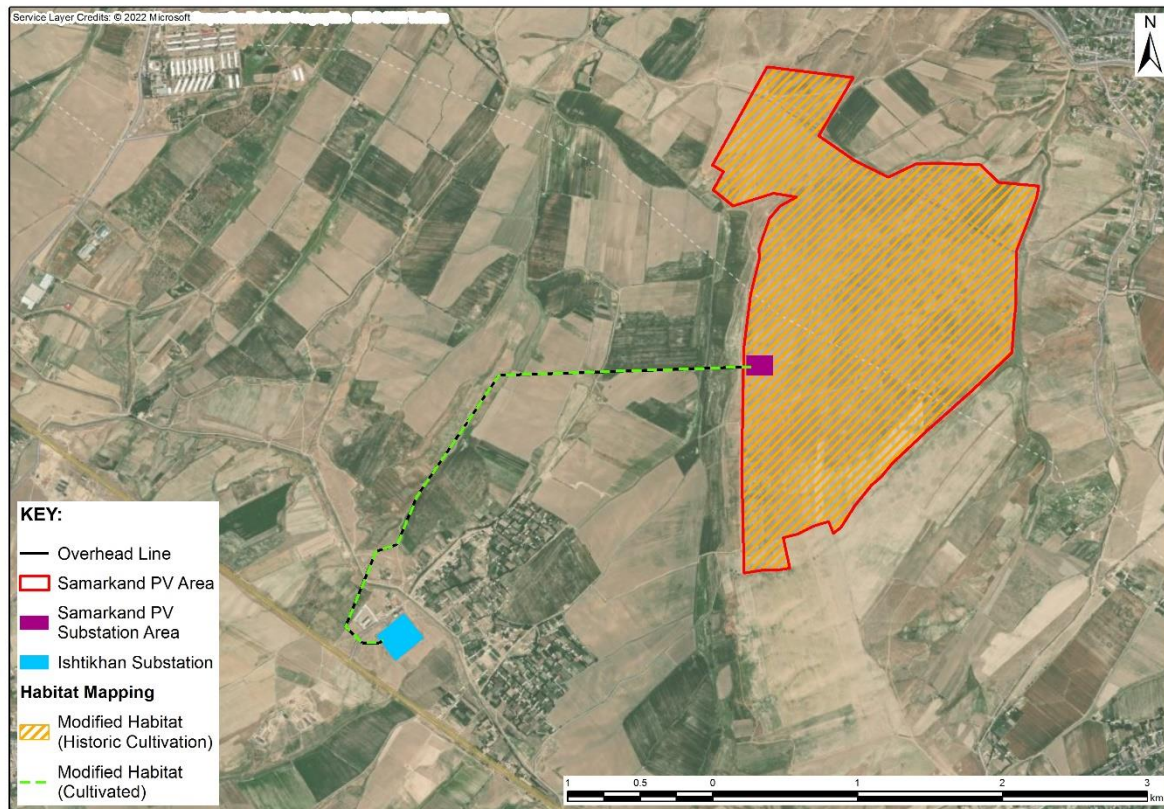 Service Layer Credits: © 2022 Microsoft
N
KEY:
Overhead Line
Samarkand PV Area
Samarkand PV
Substation Area
Ishtikhan Substation
Habitat Mapping
Modified Habitat
(Historic Cultivation)
Modified Habitat
(Cultivated)
1 0.5 0 1 2 3
km